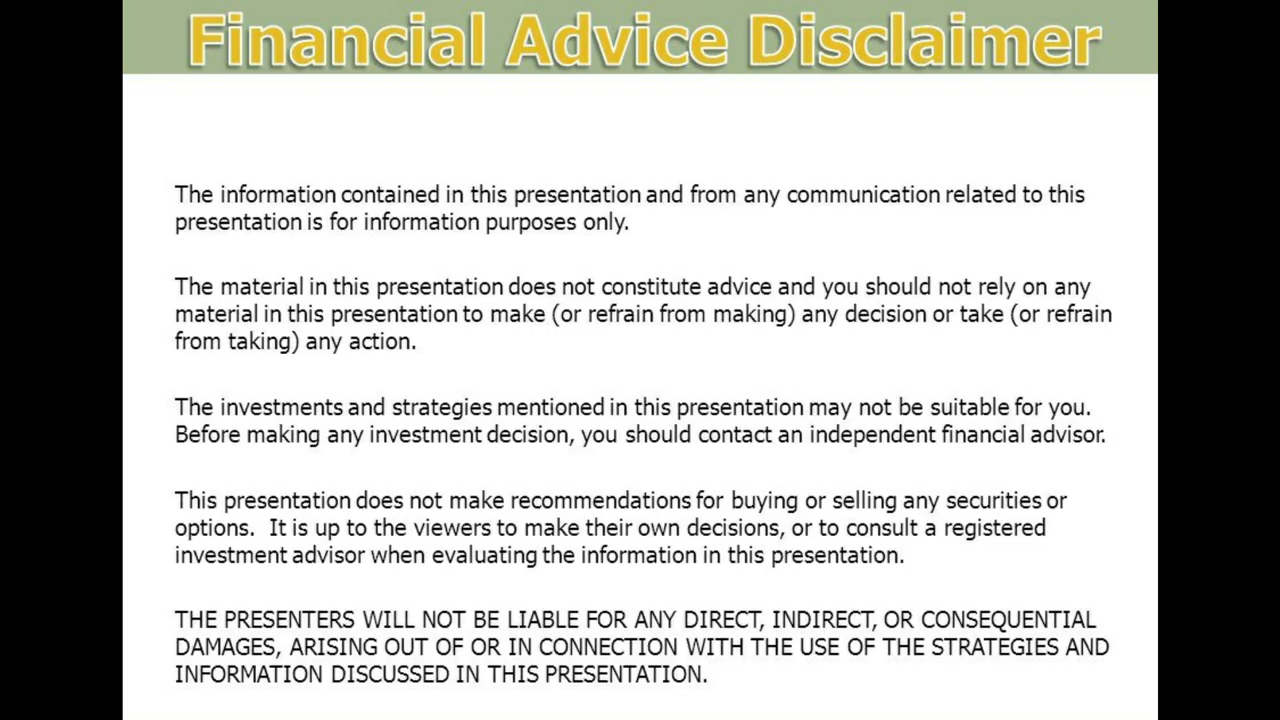 Financial Advice Disclaimer
The information contained in this presentation and from any communication related to this
presentation is for information purposes only.
The material in this presentation does not constitute advice and you should not rely on any
material in this presentation to make (or refrain from making) any decision or take (or refrain
from taking) any action.
The investments and strategies mentioned in this presentation may not be suitable for you.
Before making any investment decision, you should contact an independent financial advisor.
This presentation does not make recommendations for buying or selling any securities or
options.  It is up to the viewers to make their own decisions, or to consult a registered
investment advisor when evaluating the information in this presentation.
THE PRESENTERS WILL NOT BE LIABLE FOR ANY DIRECT, INDIRECT, OR CONSEQUENTIAL
DAMAGES, ARISING OUT OF OR IN CONNECTION WITH THE USE OF THE STRATEGIES AND
INFORMATION DISCUSSED IN THIS PRESENTATION.